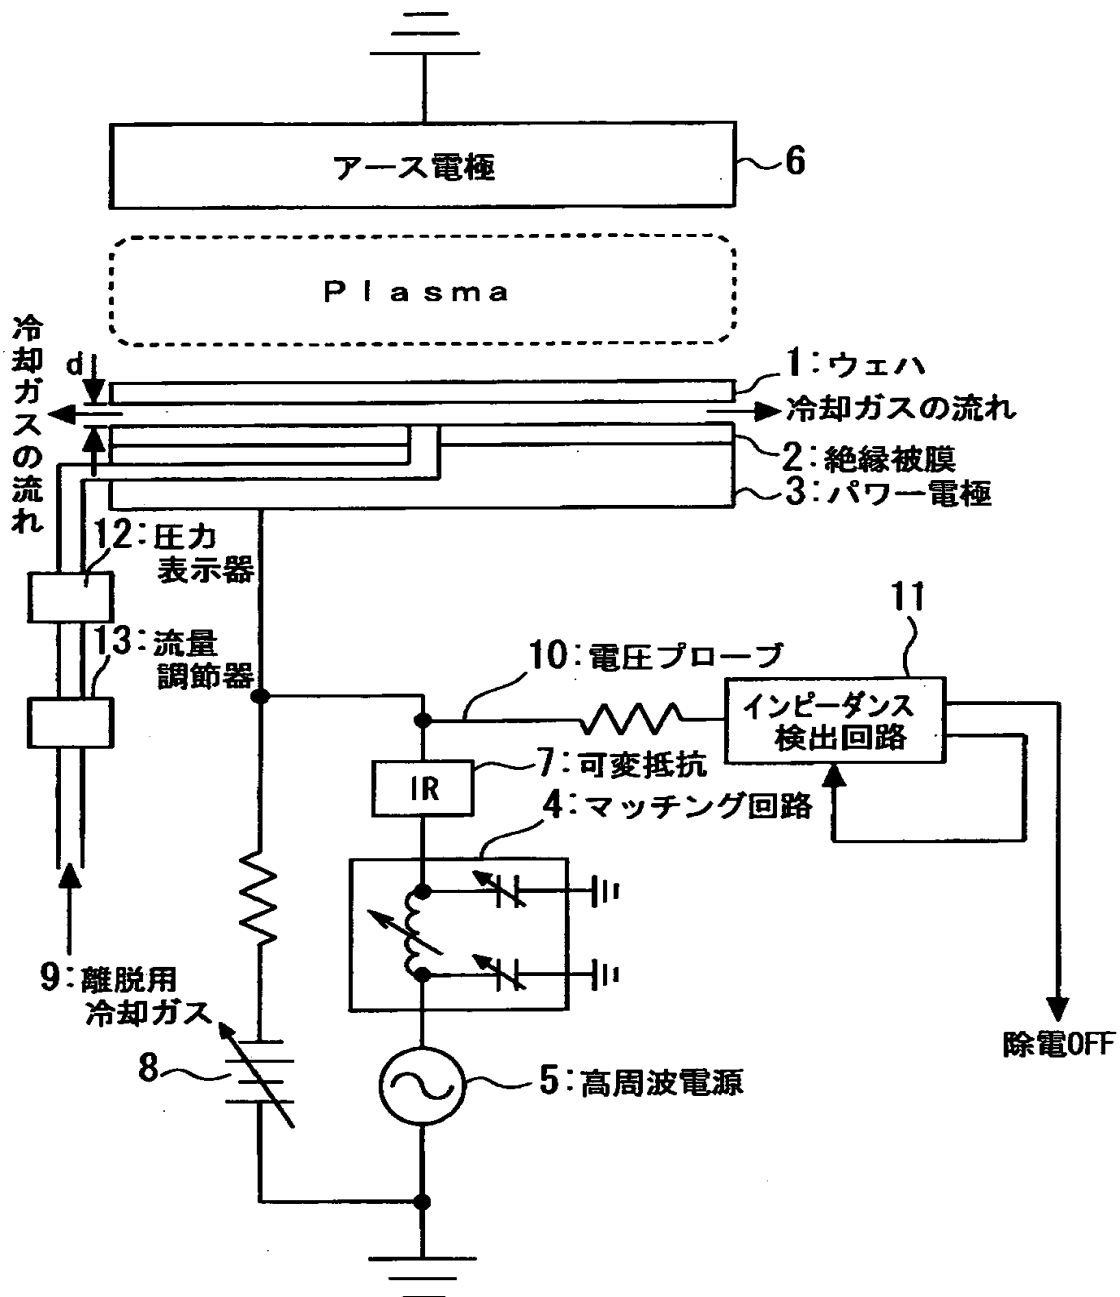 アース電極
6
Plasma
冷却ガスの流れ
d
1:ウェハ
冷却ガスの流れ
2:絶縁被膜
3:パワー電極
12:圧力
表示器
13:流量
調節器
11
10:電圧プローブ
インピーダンス
検出回路
IR
7:可変抵抗
4:マッチング回路
9:離脱用
冷却ガス
除電OFF
8
5:高周波電源